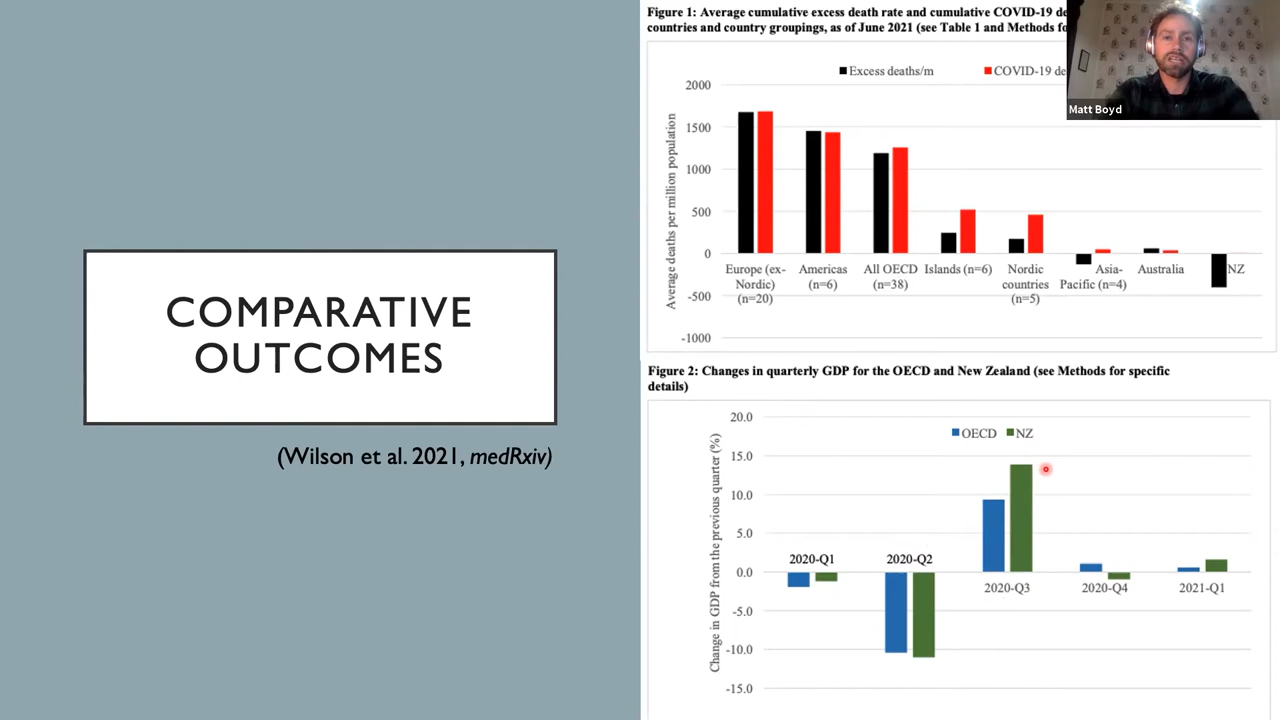 COMPARATIVE
OUTCOMES
(Wilson et al. 2021, medRxiv)
Figure 1: Average cumulative excess death rate and cumulative COVID-19
countries and country groupings, as of June 2021 (see Table 1 and Methods
Excess deaths/m
COVID-19
Average deaths per million population
2000
1500
1000
500
0
-500
-1000
Europe (ex-
Nordic)
(n=20)
Americas
(n=6)
All OECD
(n=38)
Islands (n=6)
Nordic
countries
(n=5)
Asia-
Pacific (n=4)
Australia
NZ
Matt Boyd
Figure 2: Changes in quarterly GDP for the OECD and New Zealand (see Methods for specific
details)
OECD NZ
Change in GDP from the previous quarter (%)
20.0
15.0
10.0
5.0
0.0
-5.0
-10.0
-15.0
2020-Q1
2020-Q2
2020-Q3
2020-Q4
2021-Q1